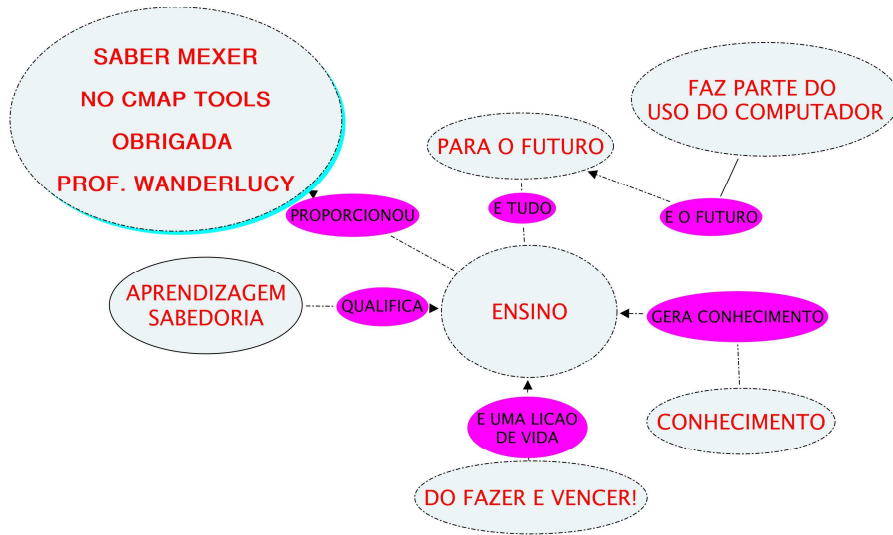 SABER MEXER
NO CMAP TOOLS
OBRIGADA
PROF. WANDERLUCY
FAZ PARTE DO
USO DO COMPUTADOR
PARA O FUTURO
PROPORCIONOU
E TUDO
E O FUTURO
APRENDIZAGEM
SABEDORIA
QUALIFICA
ENSINO
GERA CONHECIMENTO
E UMA LICAO
DE VIDA
CONHECIMENTO
DO FAZER E VENCER!